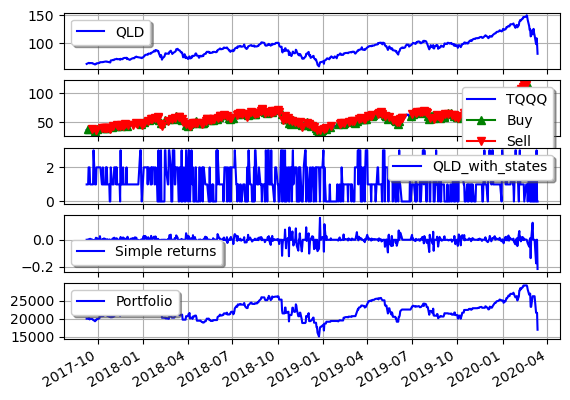 150
QLD
100
100
TQQQ
Buy
50
Sell
2
QLD_with_states
0
0.0
Simple returns
−0.2
25000
Portfolio
20000
15000
2017-10 2018-01 2018-04 2018-07 2018-10 2019-01 2019-04 2019-07 2019-10 2020-01 2020-04